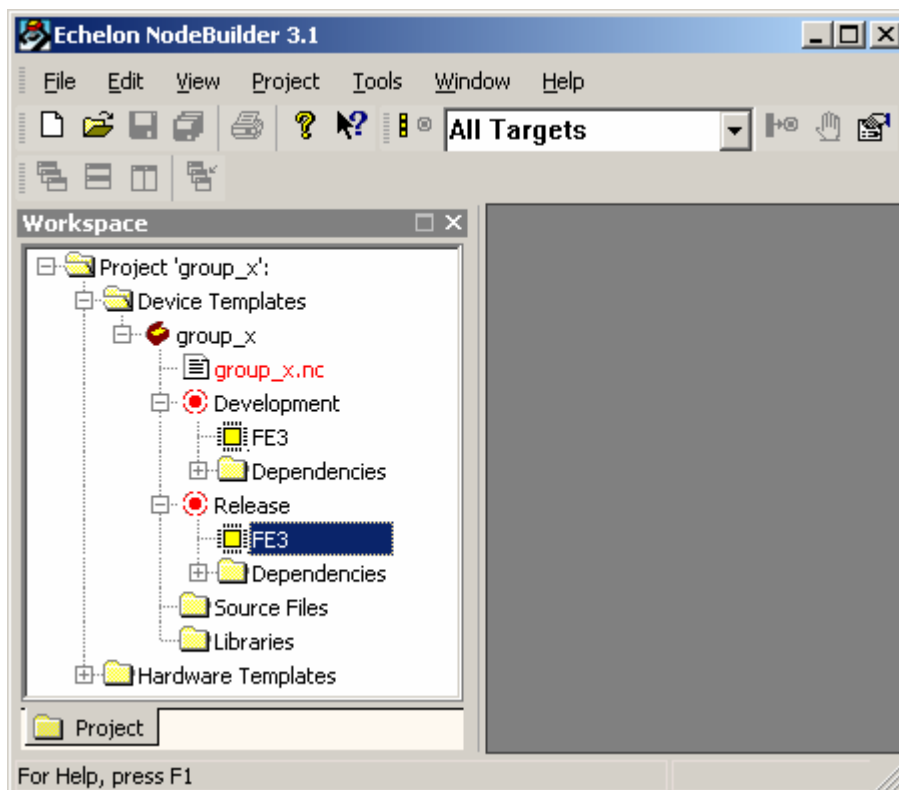 Echelon NodeBuilder 3.1
File Edit View Project Tools Window Help
All Targets
Workspace
Project 'group_x':
Device Templates
group_x
group_x.nc
Development
FE3
Dependencies
Release
FE3
Dependencies
Source Files
Libraries
Hardware Templates
Project
For Help, press F1